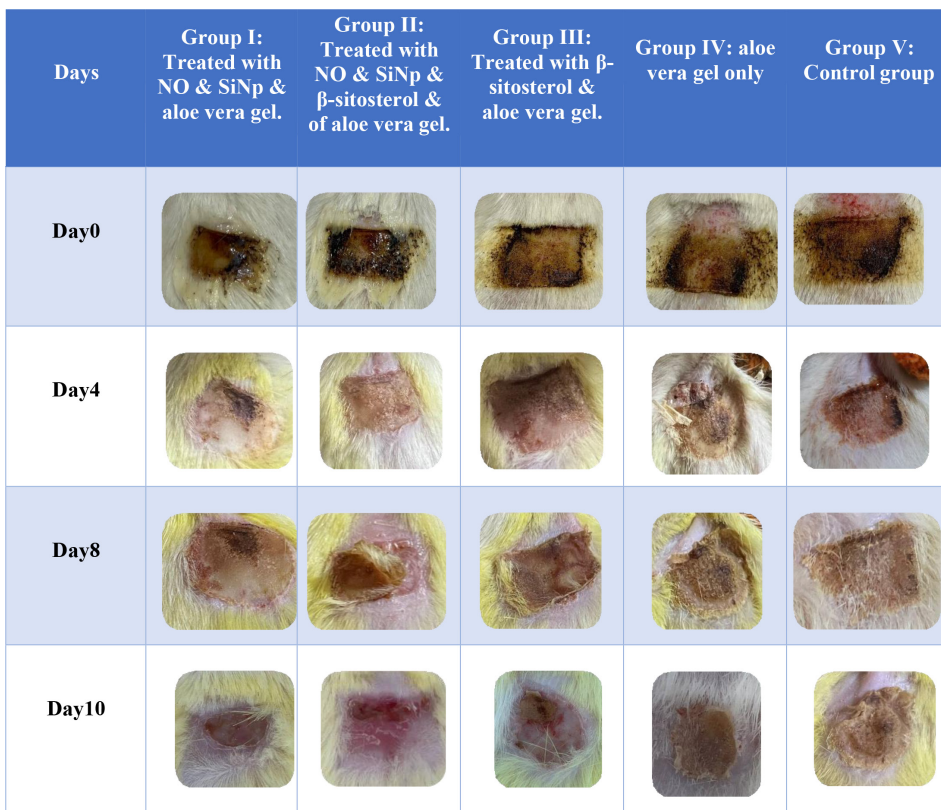 Days
Group I:
Treated with
NO & SiNp &
aloe vera gel.
Group II:
Treated with
NO & SiNp &
β-sitosterol &
of aloe vera gel.
Group III:
Treated with β-
sitosterol &
aloe vera gel.
Group IV: aloe
vera gel only
Group V:
Control group
Day0
Day4
Day8
Day10